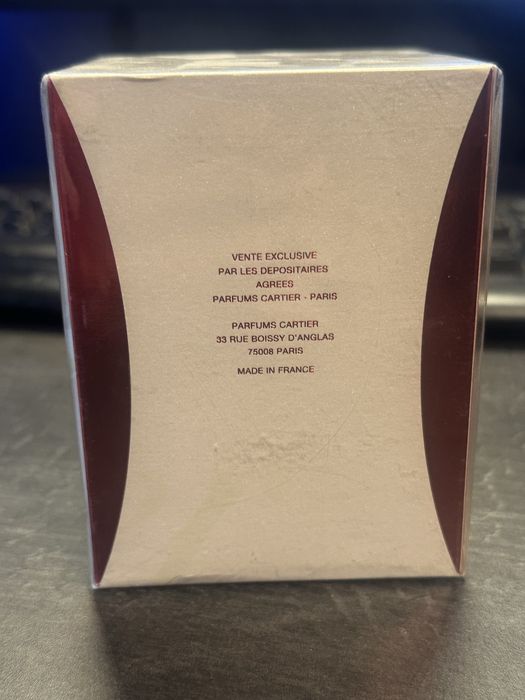 VENTE EXCLUSIVE
PAR LES DEPOSITAIRES
AGREES
PARFUMS CARTIER - PARIS
PARFUMS CARTIER
33 RUE BOISSY D'ANGLAS
75008 PARIS
MADE IN FRANCE